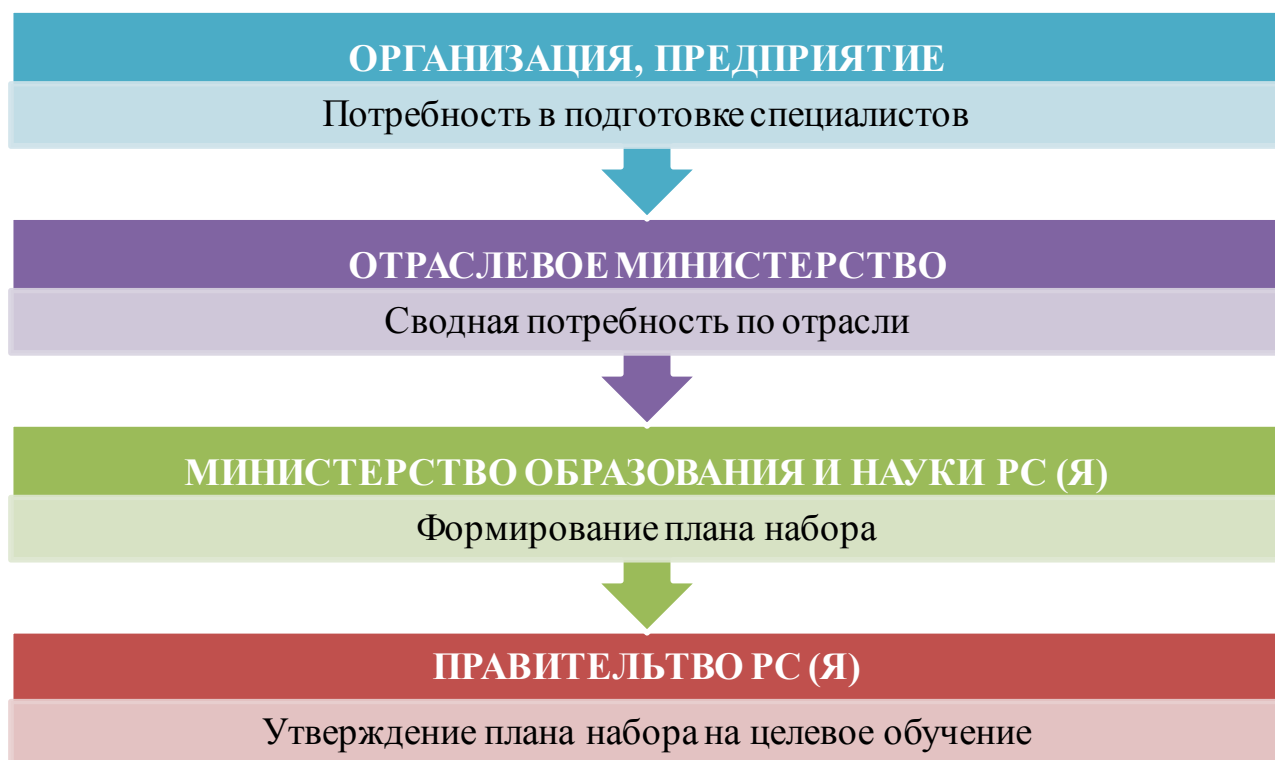 ОРГАНИЗАЦИЯ, ПРЕДПРИЯТИЕ
Потребность в подготовке специалистов
ОТРАСЛЕВОЕ МИНИСТЕРСТВО
Сводная потребность по отрасли
МИНИСТЕРСТВО ОБРАЗОВАНИЯ И НАУКИ РС (Я)
Формирование плана набора
ПРАВИТЕЛЬТВО РС (Я)
Утверждение плана набора на целевое обучение